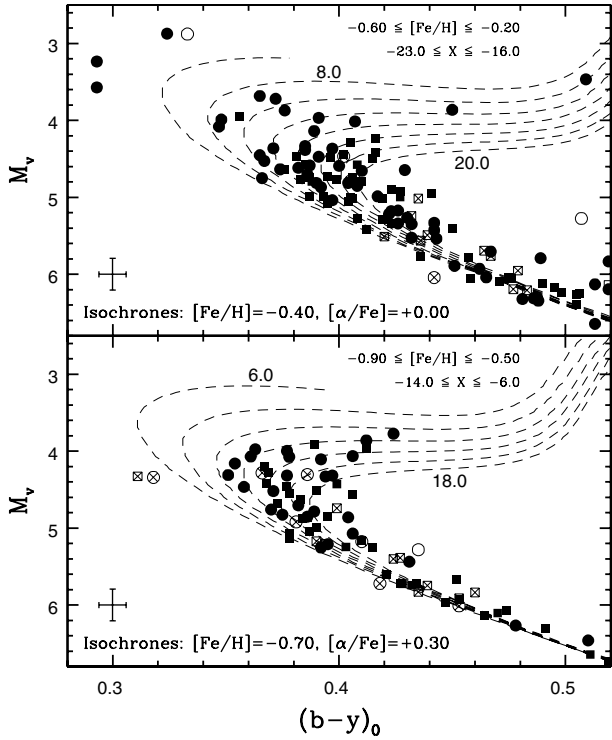 −0.60 ≤ [Fe/H] ≤ −0.20
−23.0 ≤ X ≤ −16.0
3
4
5
6
M_v
8.0
20.0
Isochrones: [Fe/H]=−0.40, [α/Fe]=+0.00
−0.90 ≤ [Fe/H] ≤ −0.50
−14.0 ≤ X ≤ −6.0
3
4
5
6
M_v
6.0
18.0
Isochrones: [Fe/H]=−0.70, [α/Fe]=+0.30
0.3 0.4 0.5
(b−y)₀